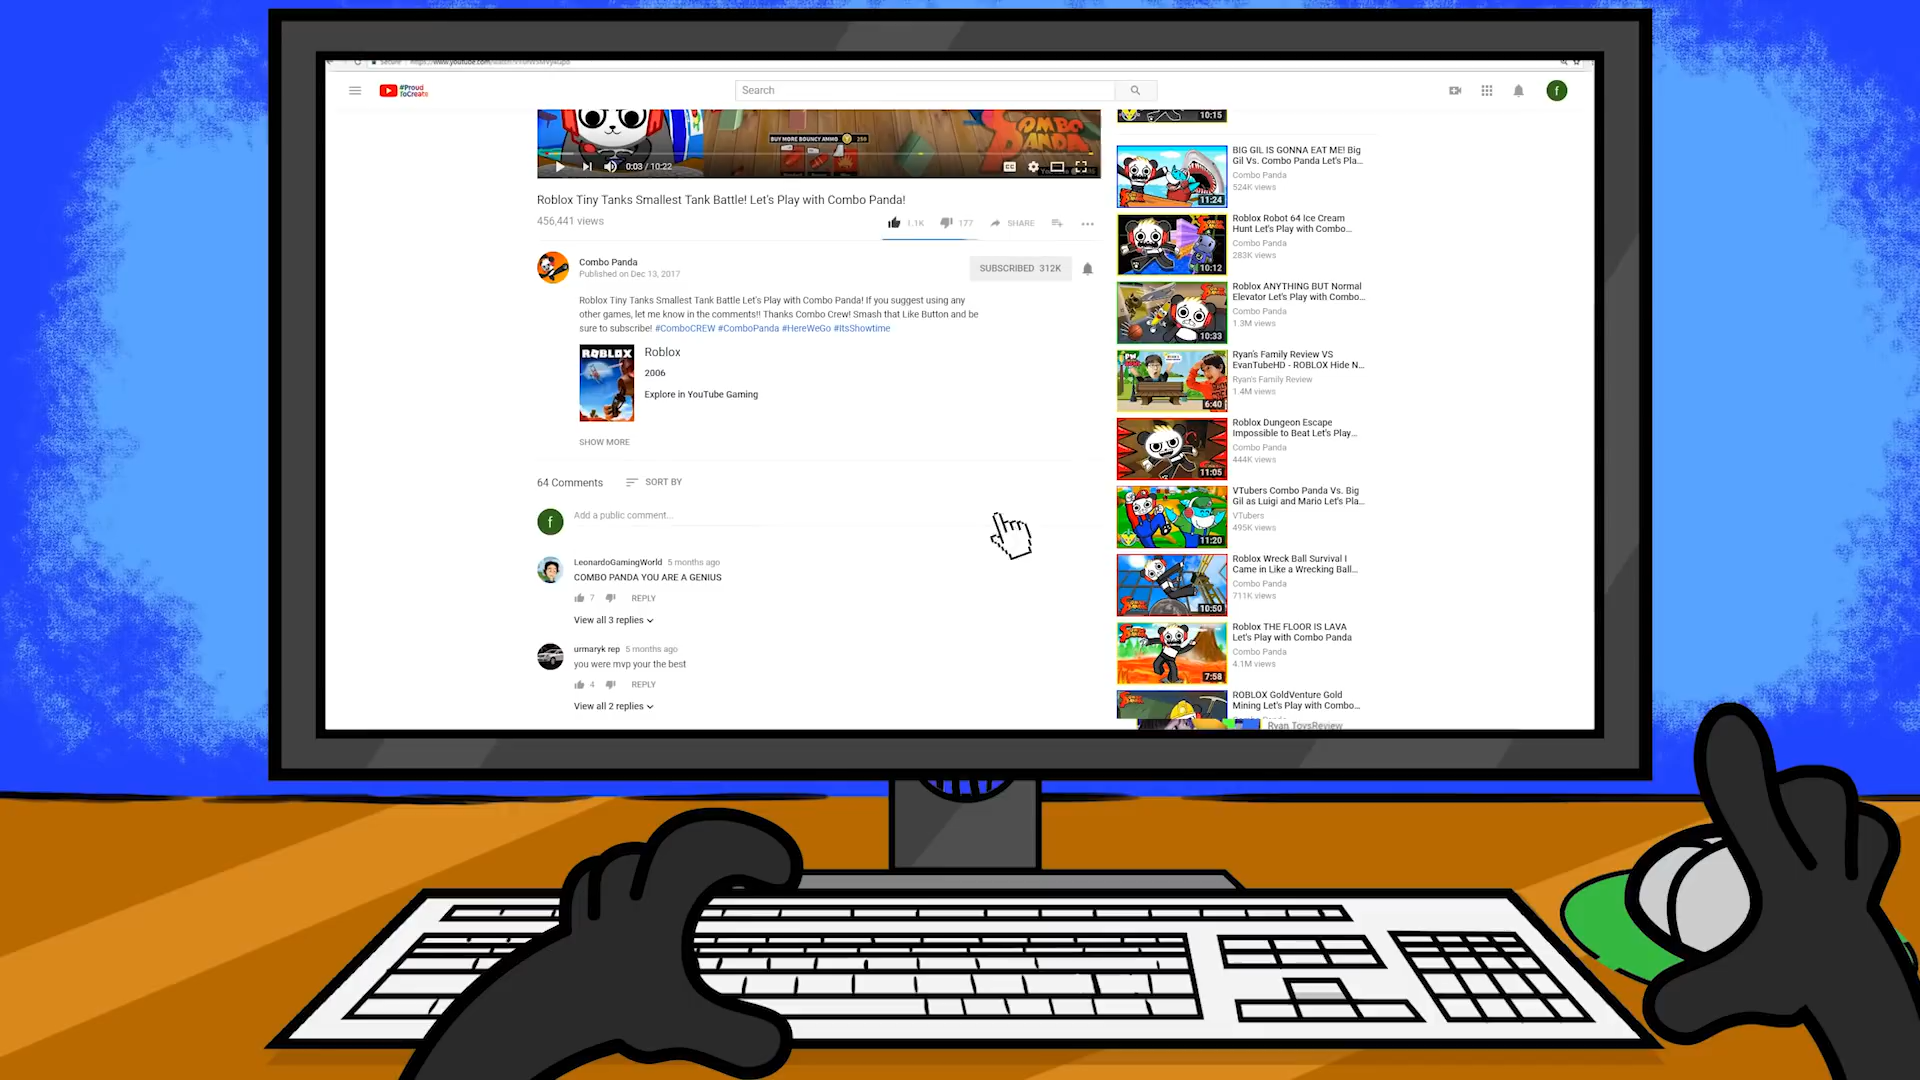 Secure
#Proud
ToCreate
Search
f
BUY MORE BOUNCY AMMO 250
COMBO
PANDA
0:03 / 10:22
Roblox Tiny Tanks Smallest Tank Battle! Let's Play with Combo Panda!
456,441 views
1.1K 177 SHARE
Combo Panda
Published on Dec 13, 2017
SUBSCRIBED 312K
Roblox Tiny Tanks Smallest Tank Battle Let's Play with Combo Panda! If you suggest using any
other games, let me know in the comments!! Thanks Combo Crew! Smash that Like Button and be
sure to subscribe! #ComboCREW #ComboPanda #HereWeGo #ItsShowtime
ROBLOX
Roblox
2006
Explore in YouTube Gaming
SHOW MORE
64 Comments SORT BY
f
Add a public comment...
LeonardoGamingWorld 5 months ago
COMBO PANDA YOU ARE A GENIUS
7 REPLY
View all 3 replies
urmaryk rep 5 months ago
you were mvp your the best
4 REPLY
View all 2 replies
10:15
11:24
BIG GIL IS GONNA EAT ME! Big
Gil Vs. Combo Panda Let's Pla...
Combo Panda
524K views
10:12
Roblox Robot 64 Ice Cream
Hunt Let's Play with Combo...
Combo Panda
283K views
10:33
Roblox ANYTHING BUT Normal
Elevator Let's Play with Combo...
Combo Panda
1.3M views
6:40
Ryan's Family Review VS
EvanTubeHD - ROBLOX Hide N...
Ryan's Family Review
1.4M views
11:05
Roblox Dungeon Escape
Impossible to Beat Let's Play...
Combo Panda
444K views
11:20
VTubers Combo Panda Vs. Big
Gil as Luigi and Mario Let's Pla...
VTubers
495K views
10:50
Roblox Wreck Ball Survival I
Came in Like a Wrecking Ball...
Combo Panda
711K views
7:58
Roblox THE FLOOR IS LAVA
Let's Play with Combo Panda
Combo Panda
4.1M views
ROBLOX GoldVenture Gold
Mining Let's Play with Combo...
Ryan ToysReview